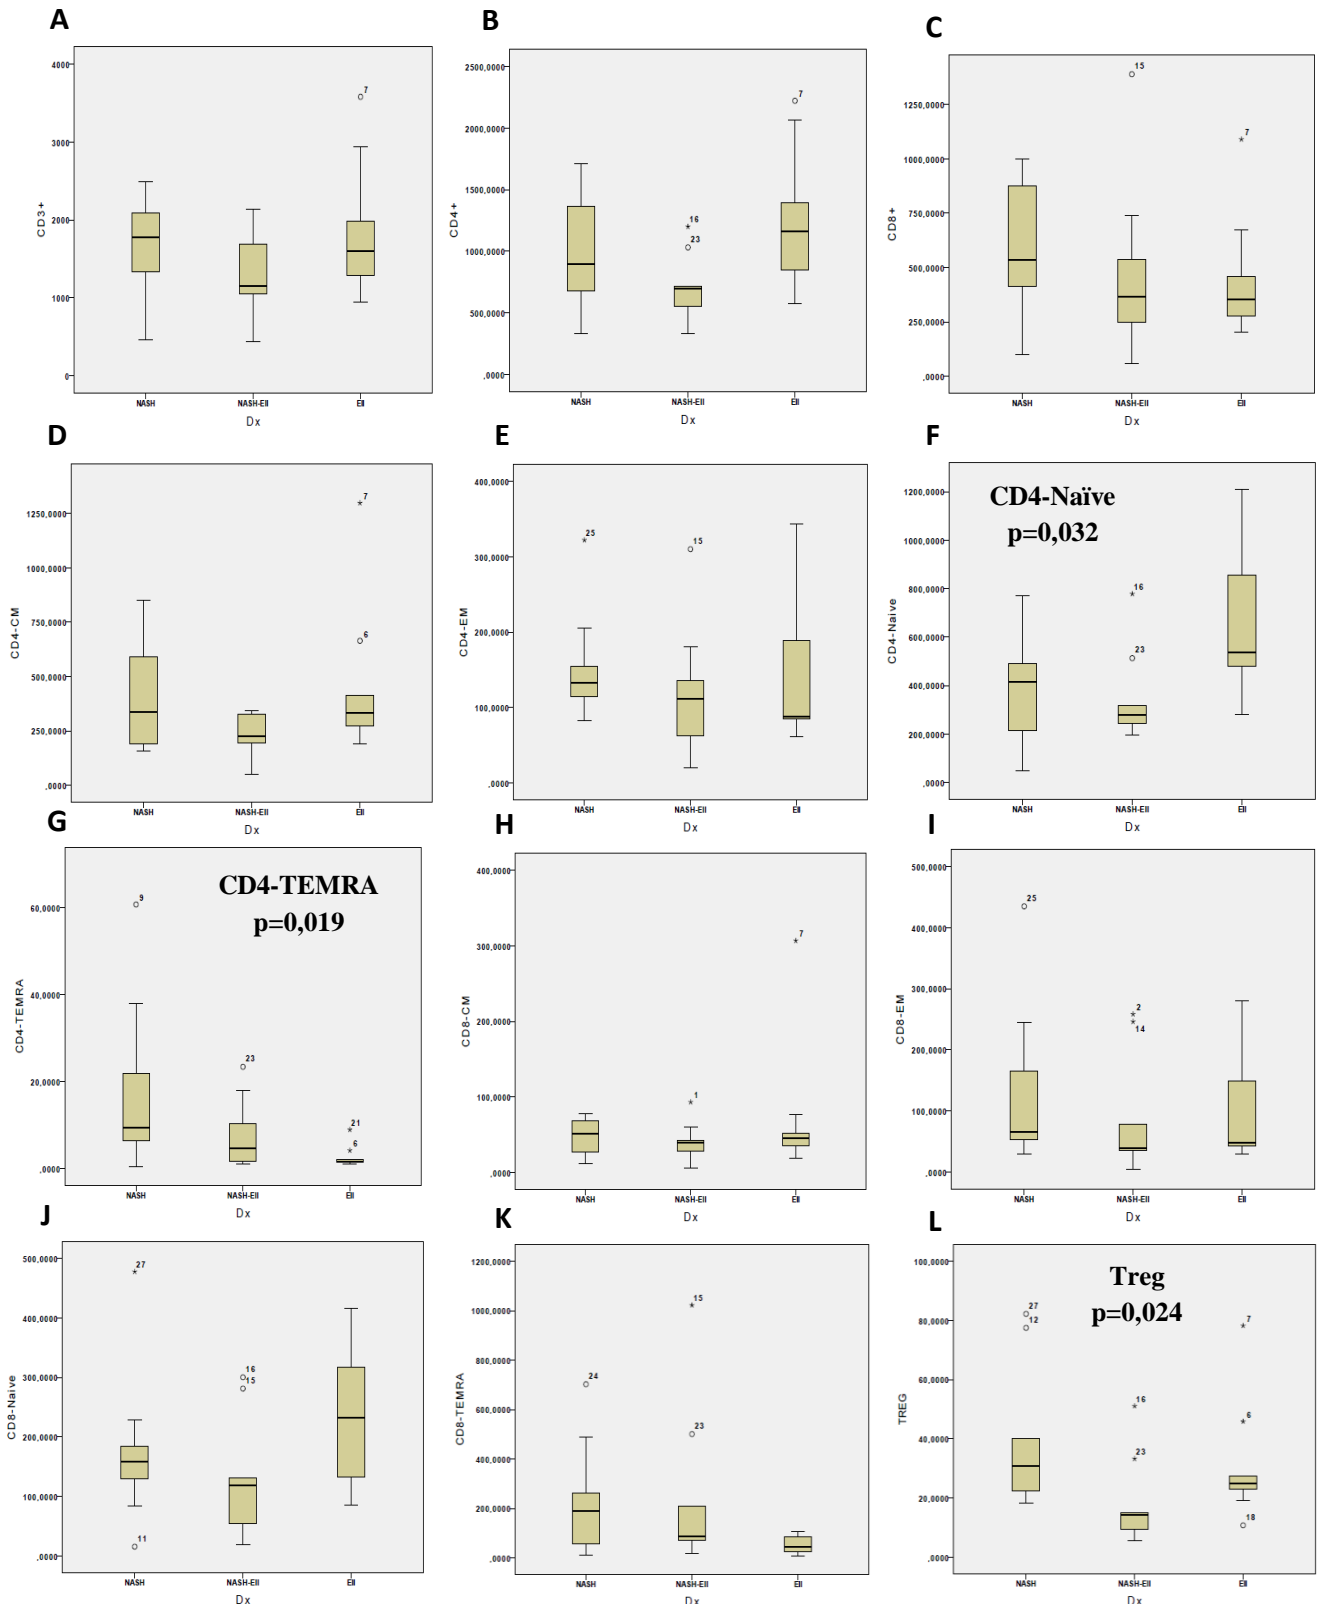 A
4000
3000
2000
1000
0
CD3+
7
NASH
NASH-EII
EII
Dx
B
2500,0000
2000,0000
1500,0000
1000,0000
500,0000
,0000
CD4+
16
23
7
NASH
NASH-EII
EII
Dx
C
1250,0000
1000,0000
750,0000
500,0000
250,0000
,0000
CD8+
15
7
NASH
NASH-EII
EII
Dx
D
1250,0000
1000,0000
750,0000
500,0000
250,0000
,0000
CD4-CM
7
6
NASH
NASH-EII
EII
Dx
E
400,0000
300,0000
200,0000
100,0000
,0000
CD4-EM
25
15
NASH
NASH-EII
EII
Dx
F
CD4-Naïve
p=0,032
1200,0000
1000,0000
800,0000
600,0000
400,0000
200,0000
,0000
CD4-Naive
16
23
NASH
NASH-EII
EII
Dx
G
CD4-TEMRA
p=0,019
60,0000
40,0000
20,0000
,0000
CD4-TEMRA
9
23
21
6
NASH
NASH-EII
EII
Dx
H
400,0000
300,0000
200,0000
100,0000
,0000
CD8-CM
1
7
NASH
NASH-EII
EII
Dx
I
500,0000
400,0000
300,0000
200,0000
100,0000
,0000
CD8-EM
25
2
14
NASH
NASH-EII
EII
Dx
J
500,0000
400,0000
300,0000
200,0000
100,0000
,0000
CD8-Naive
27
11
16
15
NASH
NASH-EII
EII
Dx
K
1200,0000
1000,0000
800,0000
600,0000
400,0000
200,0000
,0000
CD8-TEMRA
24
15
23
NASH
NASH-EII
EII
Dx
L
Treg
p=0,024
100,0000
80,0000
60,0000
40,0000
20,0000
,0000
TREG
27
12
16
23
7
6
18
NASH
NASH-EII
EII
Dx